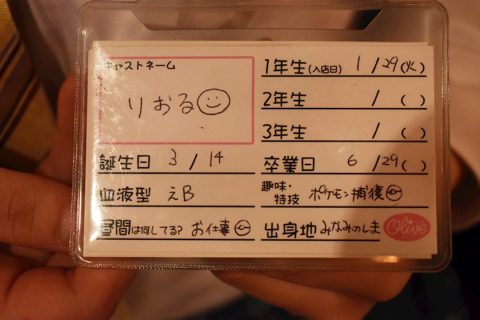 キャストネーム
りおる
1年生(入店日) 1/29(火)
2年生 /( )
3年生 /( )
誕生日 3/14
卒業日 6/29( )
血液型 えB
趣味・特技 ポケモン捕獲
昼間は何してる? お仕事
出身地 みなみのしま
Olive